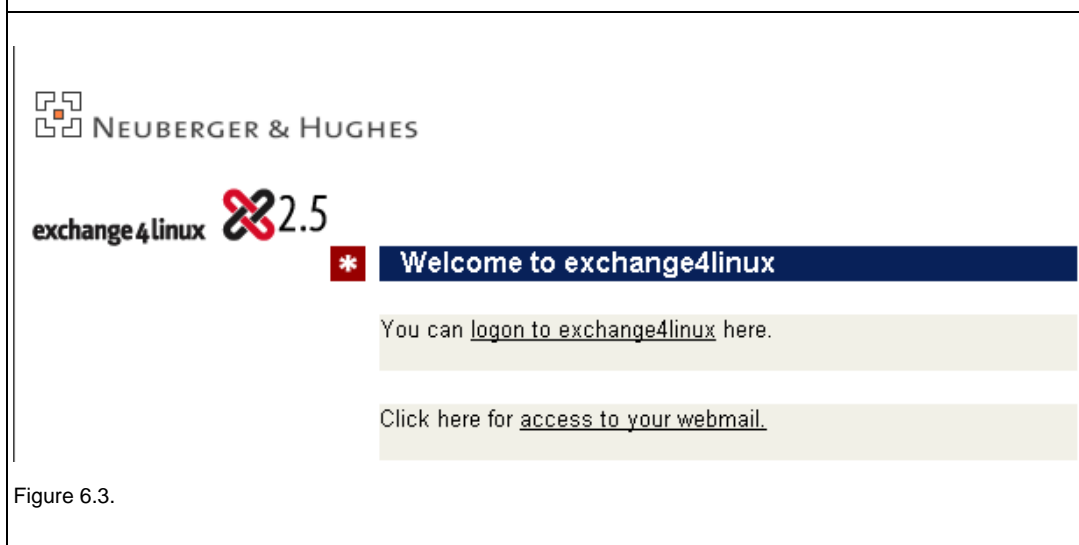 NEUBERGER & HUGHES
exchange4linux 2.5
* Welcome to exchange4linux
You can logon to exchange4linux here.
Click here for access to your webmail.
Figure 6.3.